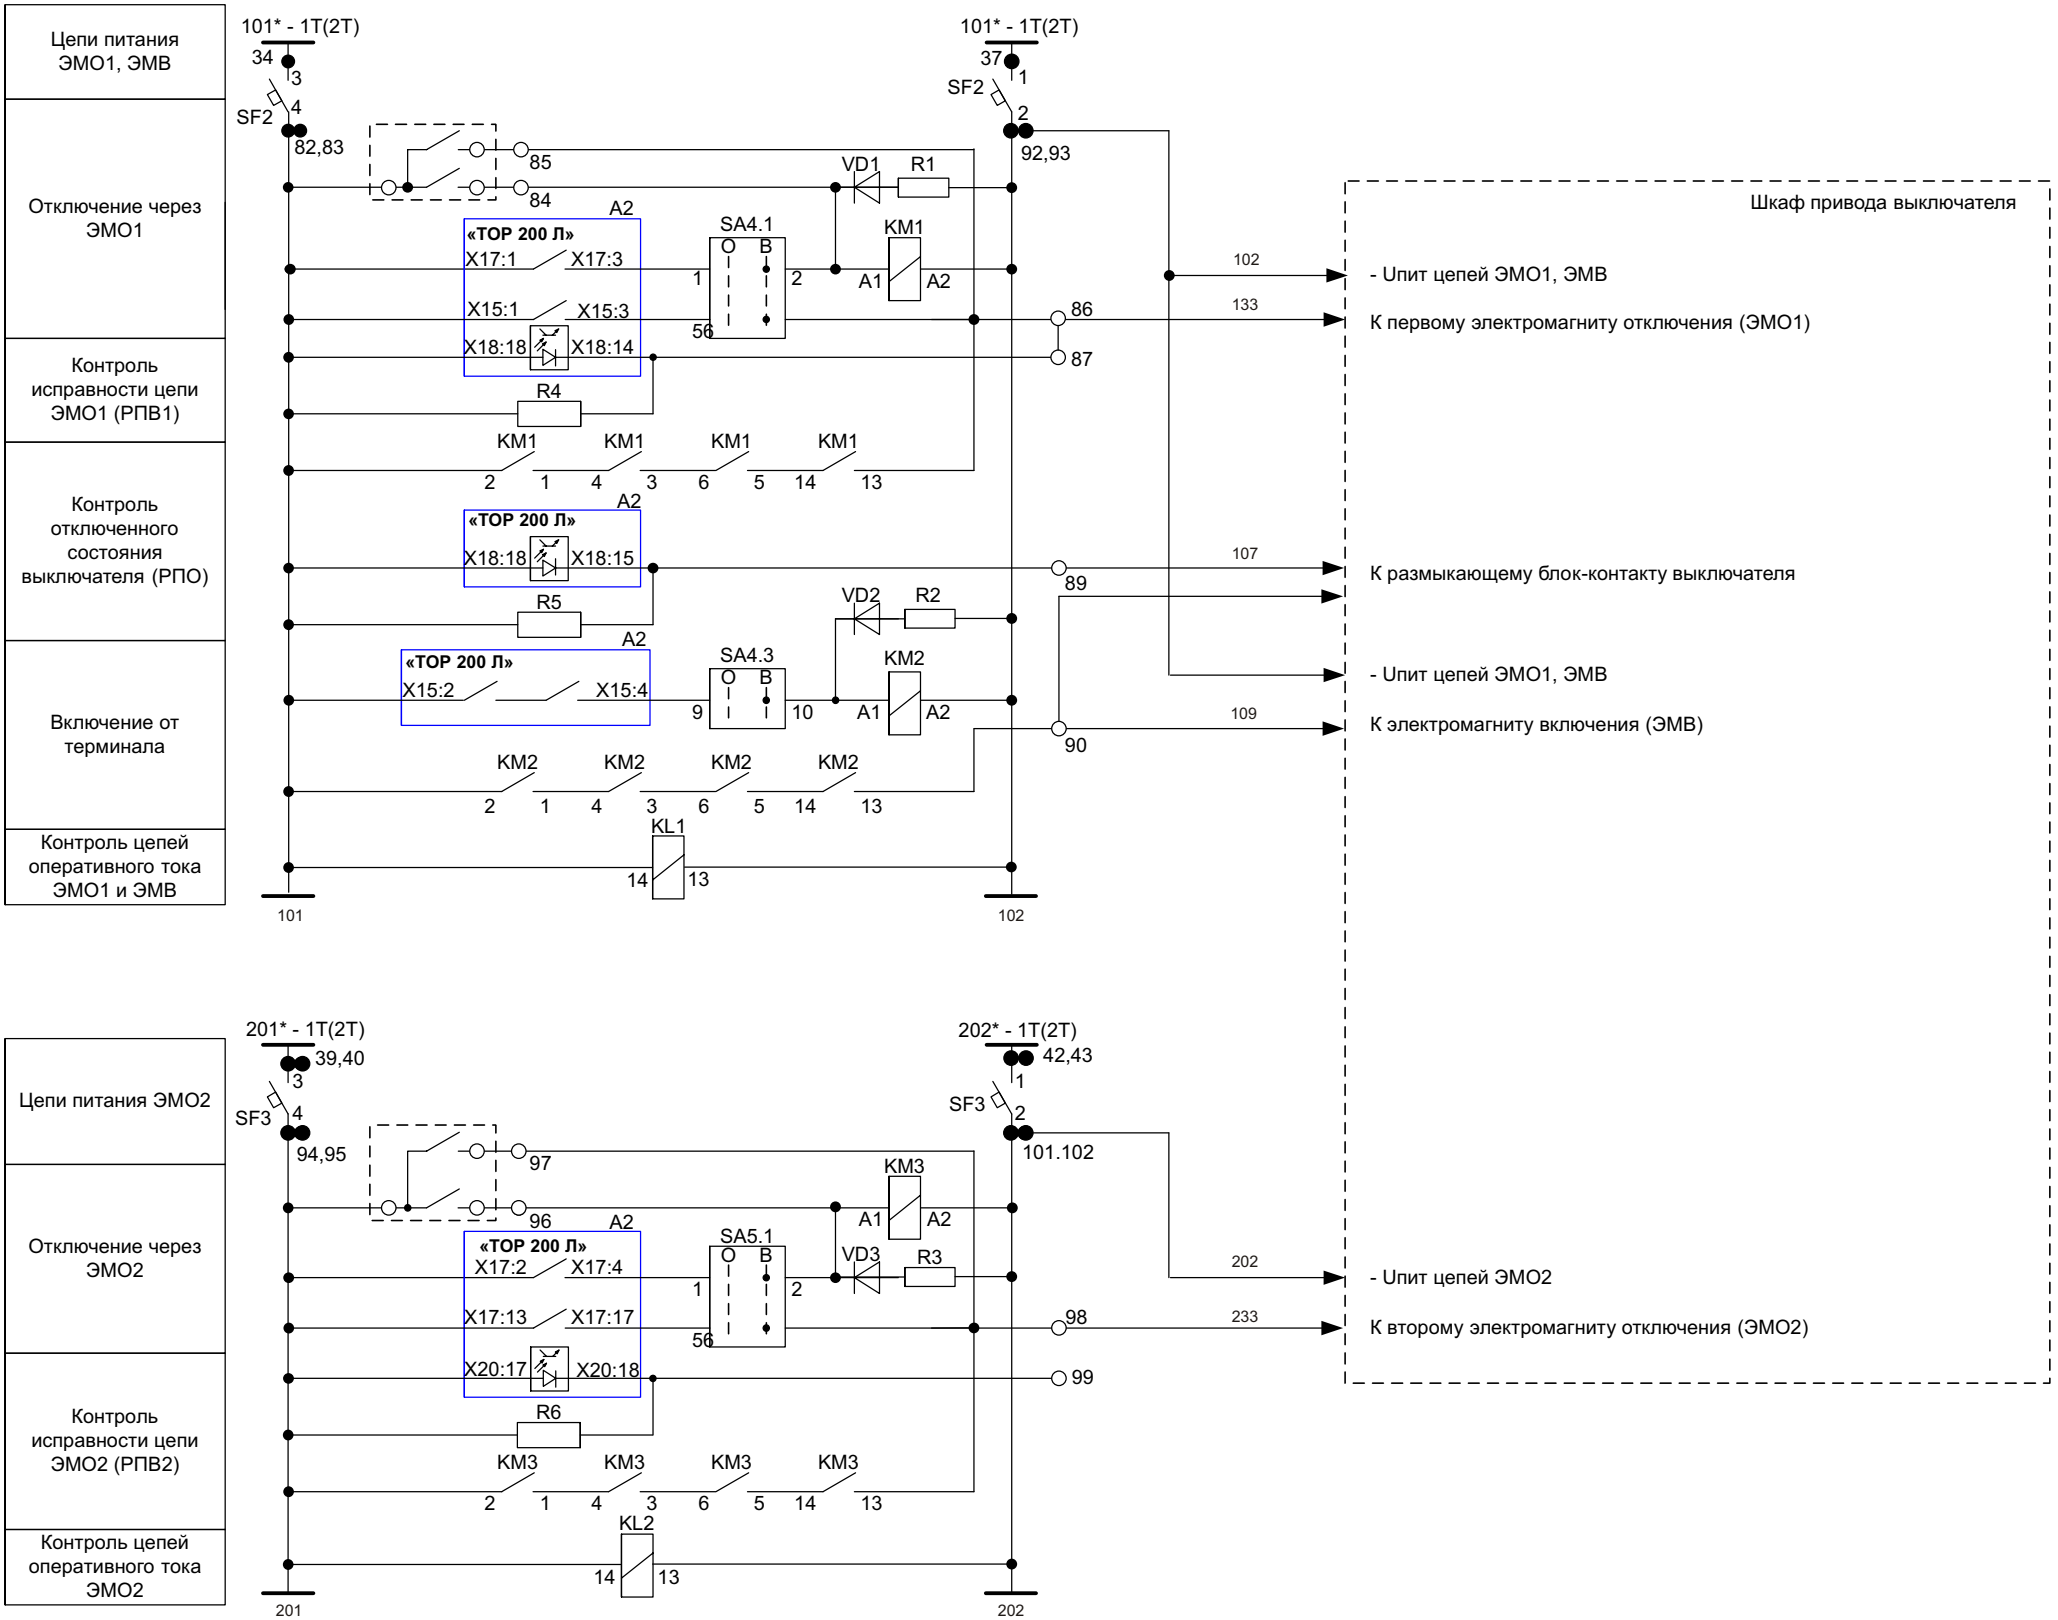 Цепи питания
ЭМО1, ЭМВ
Отключение через
ЭМО1
Контроль
исправности цепи
ЭМО1 (РПВ1)
Контроль
отключенного
состояния
выключателя (РПО)
Включение от
терминала
Контроль цепей
оперативного тока
ЭМО1 и ЭМВ
101* - 1Т(2Т)
101* - 1Т(2Т)
34
3
SF2
4
82,83
37
1
SF2
2
92,93
85
84
VD1
R1
A2
«ТОР 200 Л»
X17:1
X17:3
SA4.1
O
B
1
2
KM1
A1
A2
X15:1
X15:3
56
86
X18:18
X18:14
87
R4
KM1
KM1
KM1
KM1
2
1
4
3
6
5
14
13
A2
«ТОР 200 Л»
X18:18
X18:15
89
R5
VD2
R2
A2
«ТОР 200 Л»
X15:2
X15:4
SA4.3
O
B
9
10
KM2
A1
A2
90
KM2
KM2
KM2
KM2
2
1
4
3
6
5
14
13
KL1
14
13
101
102
Шкаф привода выключателя
102
- Uпит цепей ЭМО1, ЭМВ
133
К первому электромагниту отключения (ЭМО1)
107
К размыкающему блок-контакту выключателя
- Uпит цепей ЭМО1, ЭМВ
109
К электромагниту включения (ЭМВ)
Цепи питания ЭМО2
Отключение через
ЭМО2
Контроль
исправности цепи
ЭМО2 (РПВ2)
Контроль цепей
оперативного тока
ЭМО2
201* - 1Т(2Т)
202* - 1Т(2Т)
39,40
3
SF3
4
94,95
42,43
1
SF3
2
101.102
97
96
KM3
A1
A2
A2
«ТОР 200 Л»
X17:2
X17:4
SA5.1
O
B
1
2
VD3
R3
X17:13
X17:17
56
98
X20:17
X20:18
99
R6
KM3
KM3
KM3
KM3
2
1
4
3
6
5
14
13
KL2
14
13
201
202
202
- Uпит цепей ЭМО2
233
К второму электромагниту отключения (ЭМО2)